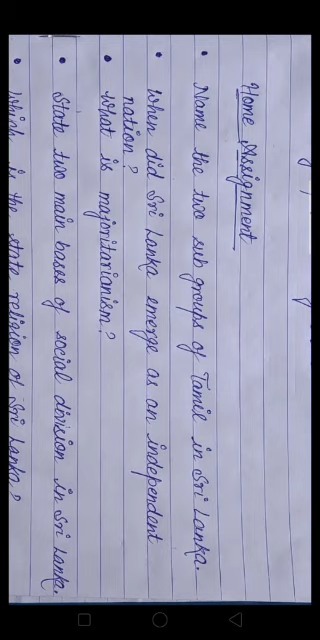 Home Assignment
• Name the two sub groups of Tamil in Sri Lanka.
• When did Sri Lanka emerge as an independent
nation?
• What is majoritarianism?
• State two main bases of social division in Sri Lanka.
• Which is the state religion of Sri Lanka?